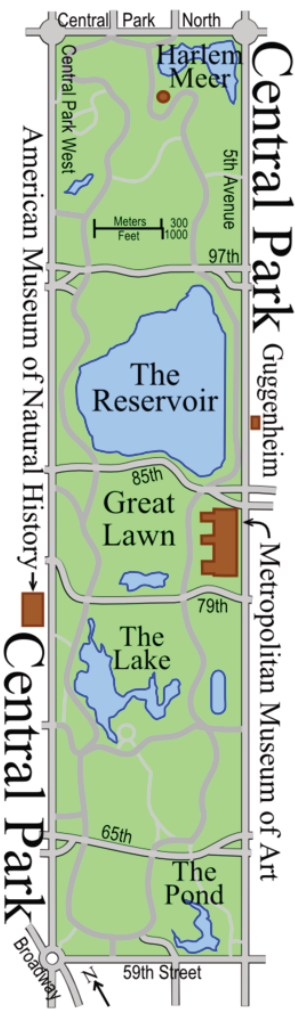 Central Park North
Harlem
Meer
Central Park West
5th Avenue
Central Park
Meters 300
Feet 1000
97th
American Museum of Natural History
The
Reservoir
Guggenheim
85th
Great
Lawn
Metropolitan Museum of Art
79th
The
Lake
Central Park
65th
The
Pond
Broadway
59th Street
N